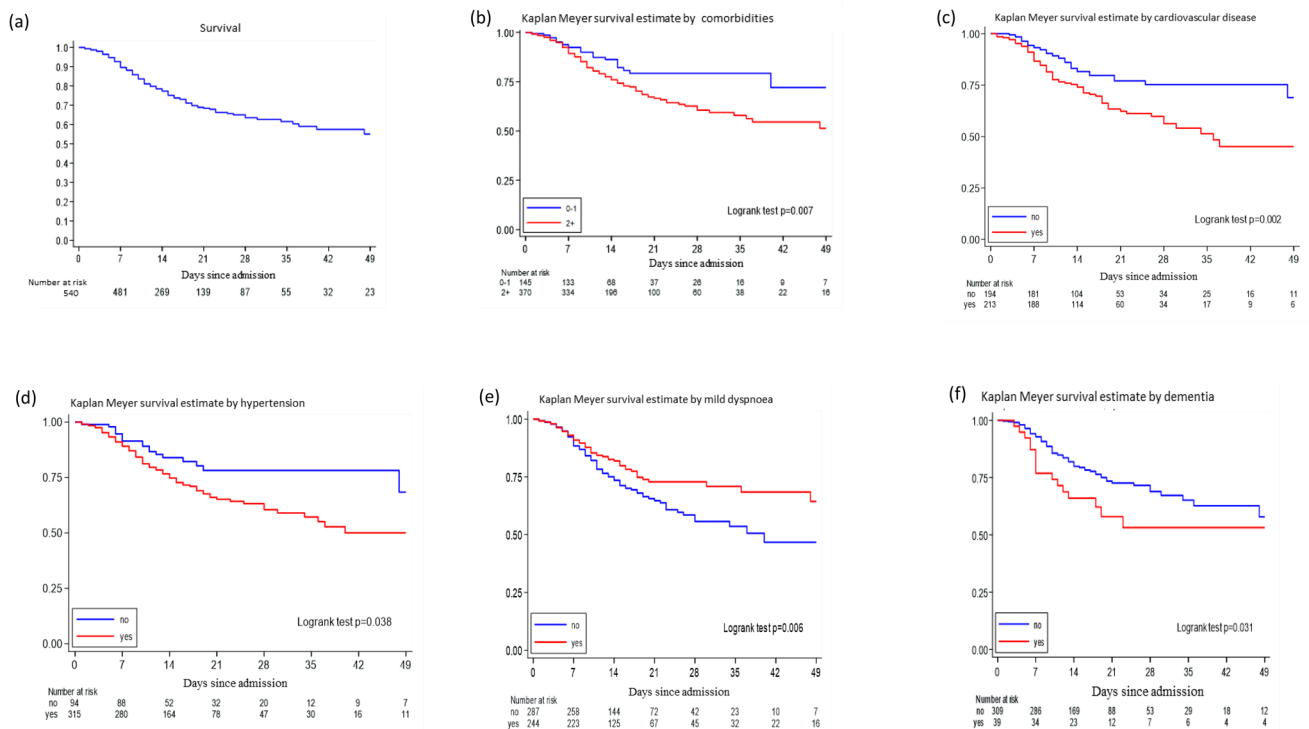 (a)
Survival
1.0
0.9
0.8
0.7
0.6
0.5
0.4
0.3
0.2
0.1
0.0
0 7 14 21 28 35 42 49
Days since admission
Number at risk
540 481 269 139 87 55 32 23
(b)
Kaplan Meyer survival estimate by comorbidities
1.00
0.75
0.50
0.25
0.00
0-1
2+
Logrank test p=0.007
0 7 14 21 28 35 42 49
Days since admission
Number at risk
0-1 145 133 68 37 26 16 9 7
2+ 370 334 196 100 60 38 22 16
(c)
Kaplan Meyer survival estimate by cardiovascular disease
1.00
0.75
0.50
0.25
0.00
no
yes
Logrank test p=0.002
0 7 14 21 28 35 42 49
Days since admission
Number at risk
no 194 181 104 53 34 25 16 11
yes 213 188 114 60 34 17 9 6
(d)
Kaplan Meyer survival estimate by hypertension
1.00
0.75
0.50
0.25
0.00
no
yes
Logrank test p=0.038
0 7 14 21 28 35 42 49
Days since admission
Number at risk
no 94 88 52 32 20 12 9 7
yes 315 280 164 78 47 30 16 11
(e)
Kaplan Meyer survival estimate by mild dyspnoea
1.00
0.75
0.50
0.25
0.00
no
yes
Logrank test p=0.006
0 7 14 21 28 35 42 49
Days since admission
Number at risk
no 287 258 144 72 42 23 10 7
yes 244 223 125 67 45 32 22 16
(f)
Kaplan Meyer survival estimate by dementia
1.00
0.75
0.50
0.25
0.00
no
yes
Logrank test p=0.031
0 7 14 21 28 35 42 49
Days since admission
Number at risk
no 309 286 169 88 53 29 18 12
yes 39 34 23 12 7 6 4 4